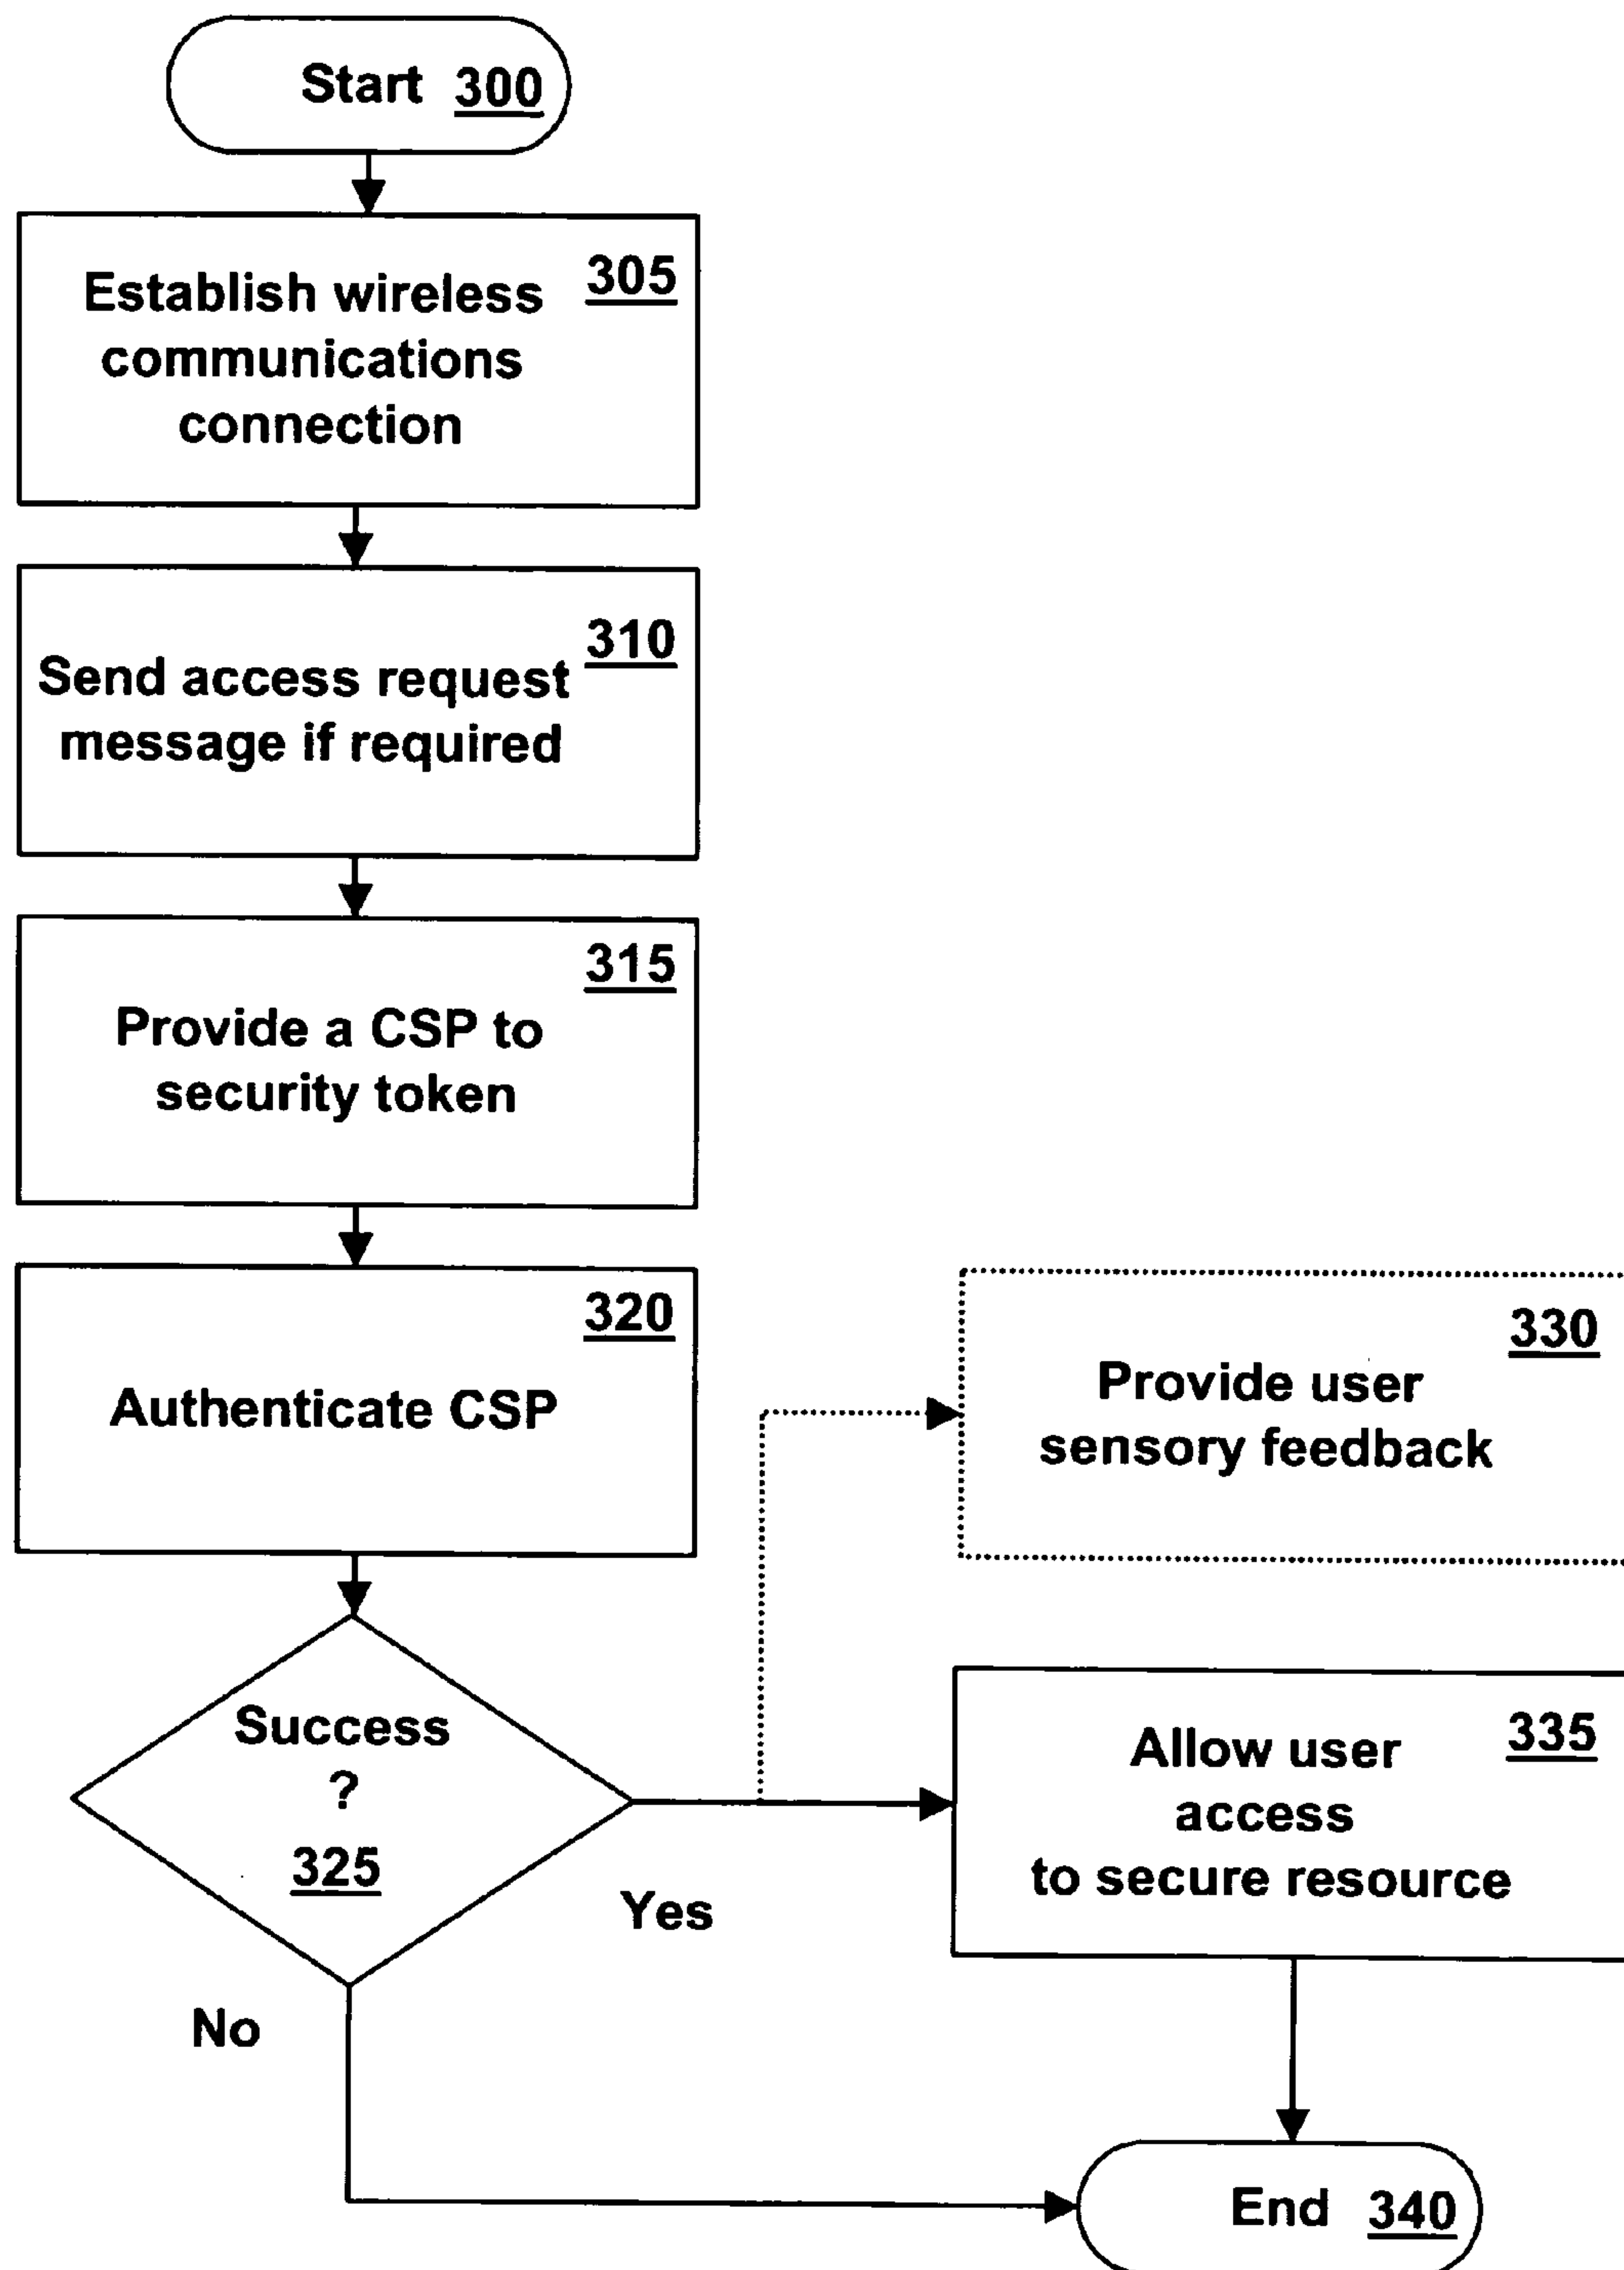 Start 300
305
Establish wireless
communications
connection
310
Send access request
message if required
315
Provide a CSP to
security token
320
Authenticate CSP
330
Provide user
sensory feedback
Success
?
325
Yes
335
Allow user
access
to secure resource
No
End 340